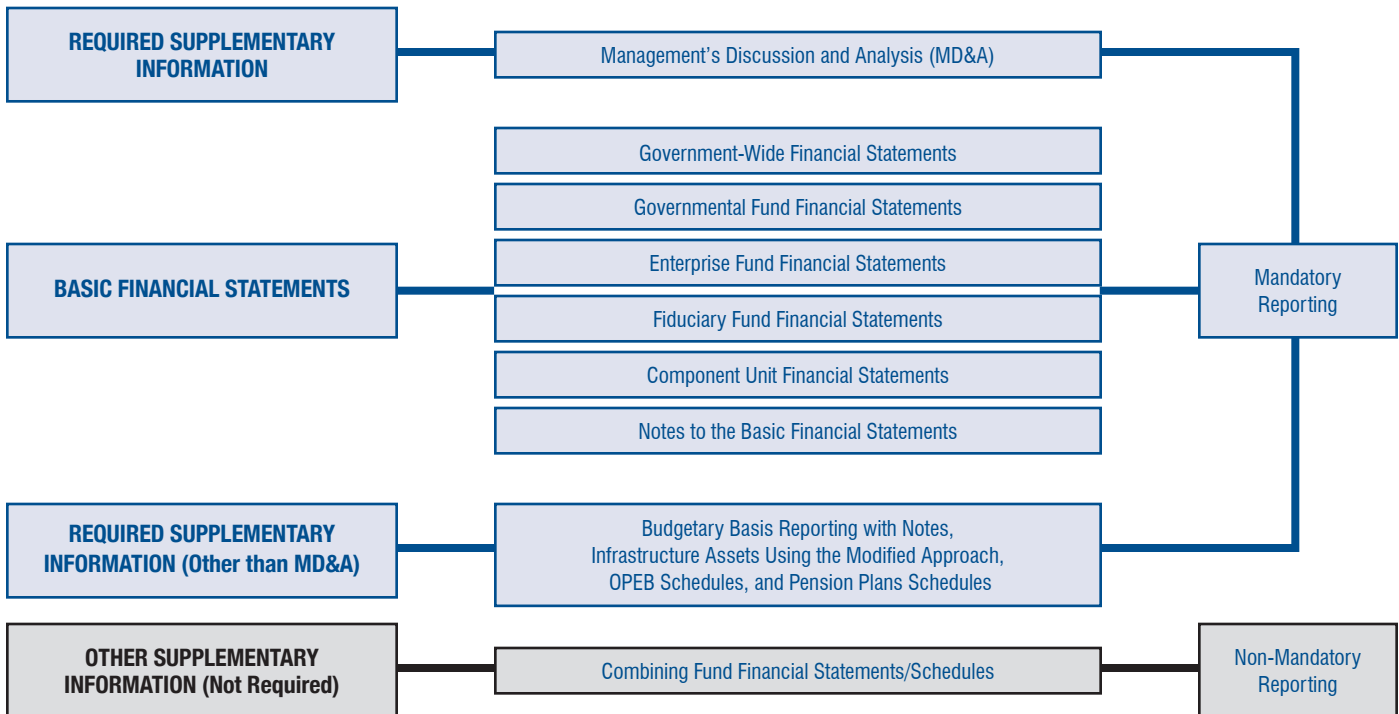 REQUIRED SUPPLEMENTARY
INFORMATION
Management’s Discussion and Analysis (MD&A)
Government-Wide Financial Statements
Governmental Fund Financial Statements
Enterprise Fund Financial Statements
BASIC FINANCIAL STATEMENTS
Mandatory
Reporting
Fiduciary Fund Financial Statements
Component Unit Financial Statements
Notes to the Basic Financial Statements
REQUIRED SUPPLEMENTARY
INFORMATION (Other than MD&A)
Budgetary Basis Reporting with Notes,
Infrastructure Assets Using the Modified Approach,
OPEB Schedules, and Pension Plans Schedules
OTHER SUPPLEMENTARY
INFORMATION (Not Required)
Combining Fund Financial Statements/Schedules
Non-Mandatory
Reporting